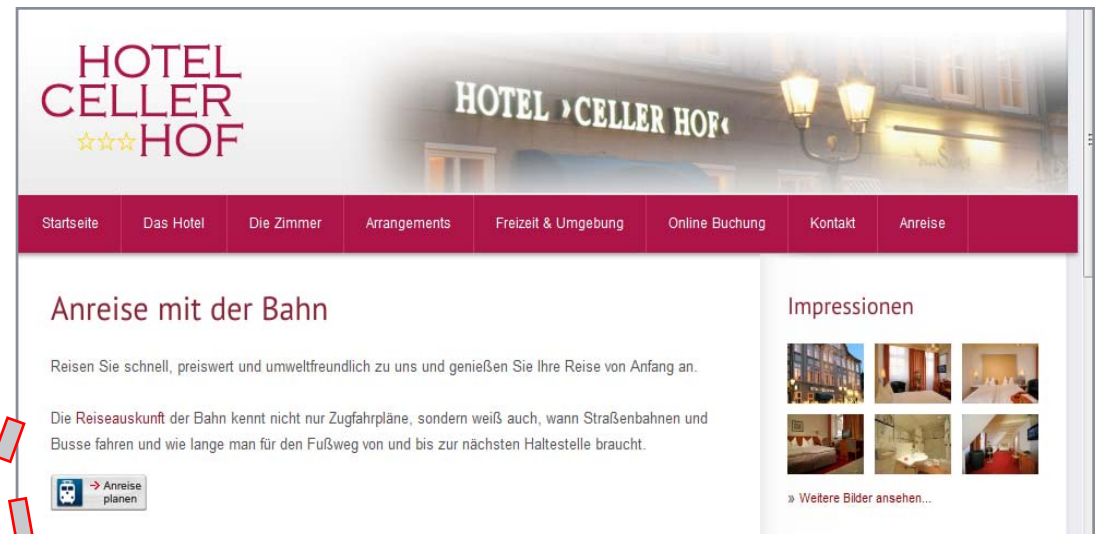 HOTEL
CELLER
HOF
HOTEL ›CELLER HOF‹
Startseite
Das Hotel
Die Zimmer
Arrangements
Freizeit & Umgebung
Online Buchung
Kontakt
Anreise
Anreise mit der Bahn
Reisen Sie schnell, preiswert und umweltfreundlich zu uns und genießen Sie Ihre Reise von Anfang an.
Die Reiseauskunft der Bahn kennt nicht nur Zugfahrpläne, sondern weiß auch, wann Straßenbahnen und
Busse fahren und wie lange man für den Fußweg von und bis zur nächsten Haltestelle braucht.
→ Anreise
planen
Impressionen
» Weitere Bilder ansehen...